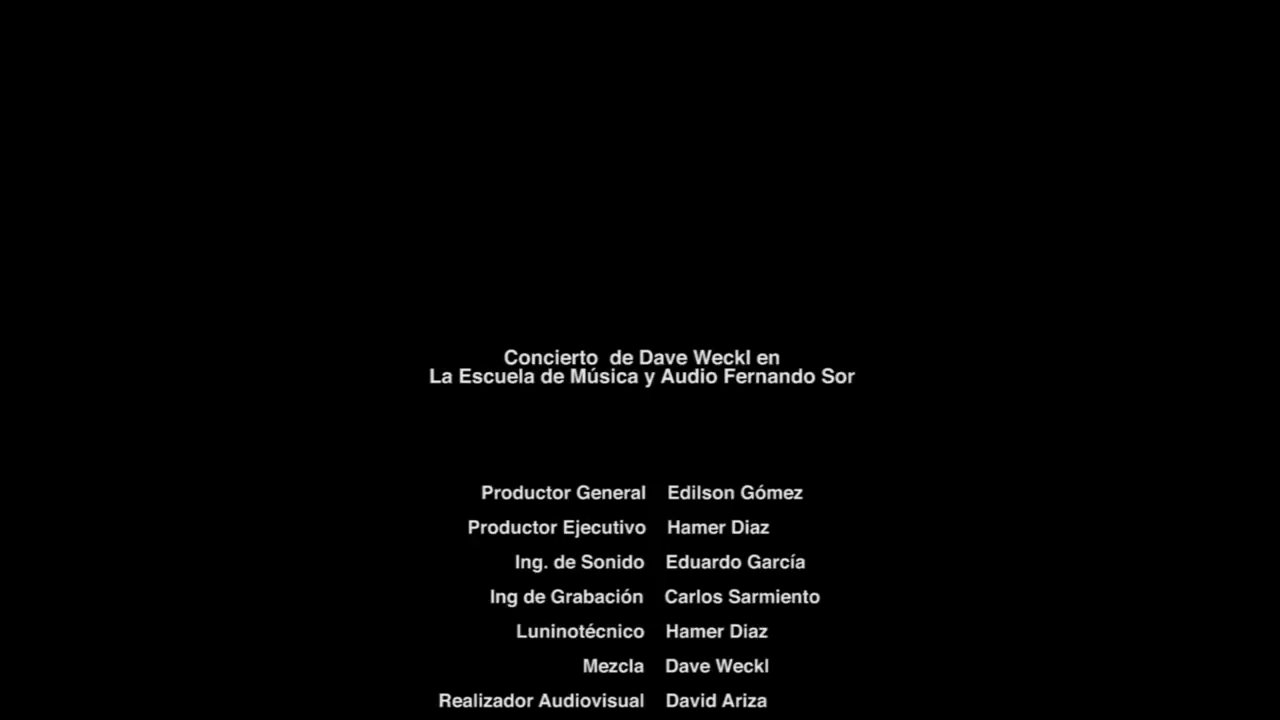 Concierto de Dave Weckl en
La Escuela de Música y Audio Fernando Sor
Productor General Edilson Gómez
Productor Ejecutivo Hamer Diaz
Ing. de Sonido Eduardo García
Ing de Grabación Carlos Sarmiento
Luninotécnico Hamer Diaz
Mezcla Dave Weckl
Realizador Audiovisual David Ariza